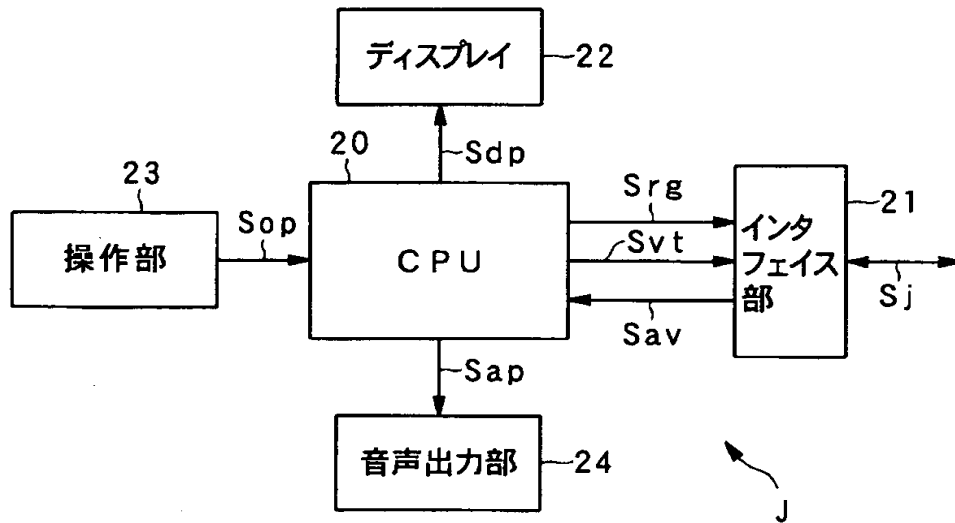 ディスプレイ
22
20
Sdp
23
Srg
21
操作部
Sop
CPU
Svt
インタ
フェイス
部
Sj
Sav
Sap
音声出力部
24
J